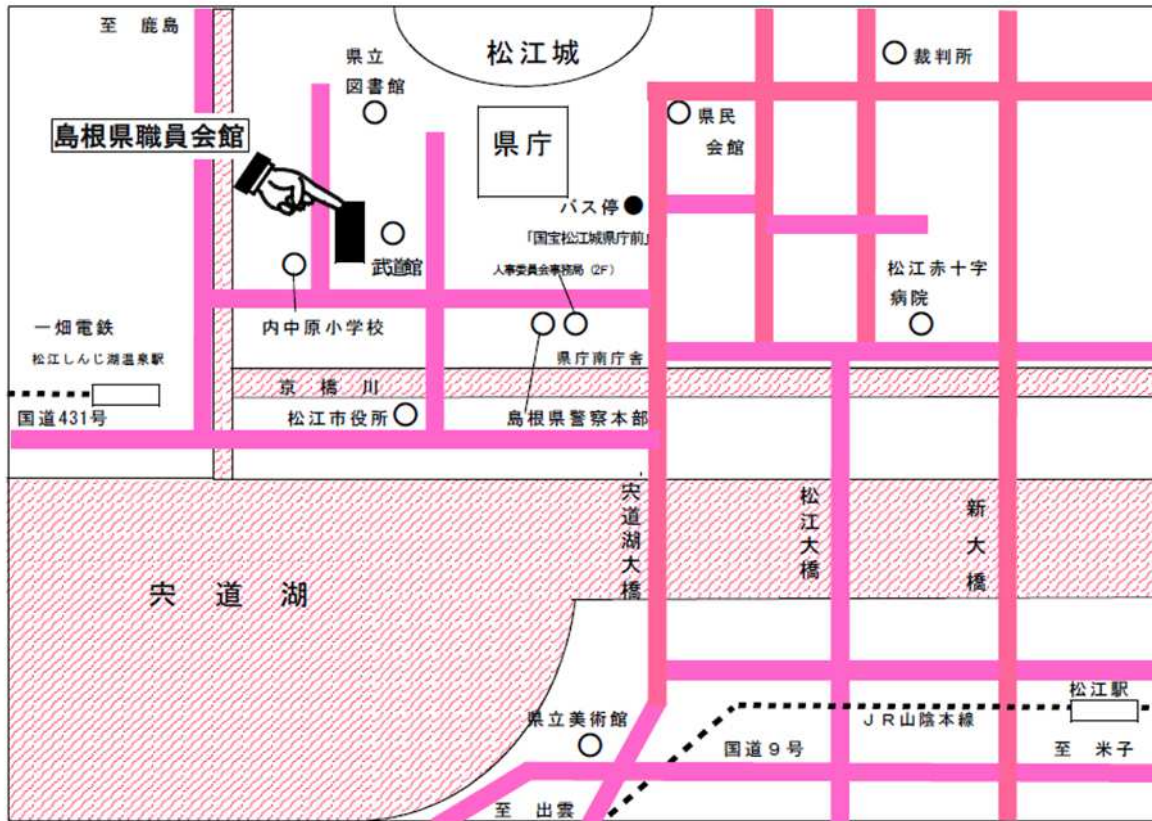 至 鹿島
松江城
県立
図書館
裁判所
県民
会館
島根県職員会館
県庁
バス停
「国宝松江城県庁前」
武道館
人事委員会事務局(2F)
松江赤十字
病院
一畑電鉄
松江しんじ湖温泉駅
内中原小学校
県庁南庁舎
京橋川
国道431号
松江市役所
島根県警察本部
宍道湖大橋
松江大橋
新大橋
宍道湖
松江駅
県立美術館
JR山陰本線
国道9号
至 米子
至 出雲